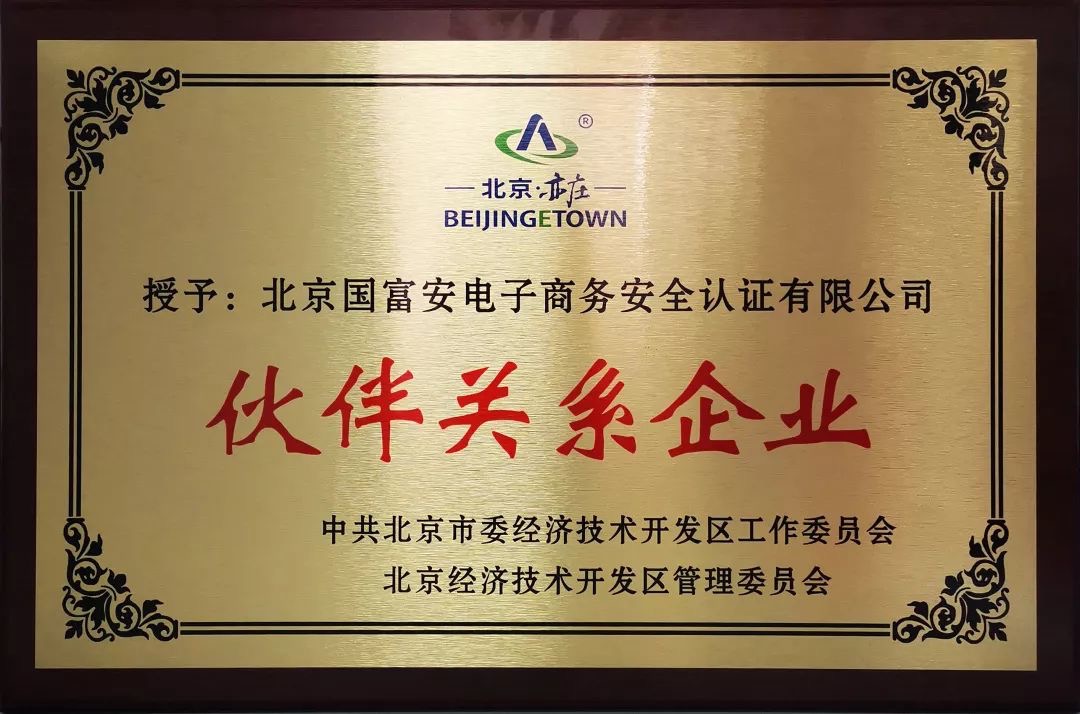 ®
— 北京·亦庄 —
BEIJINGETOWN
授予：北京国富安电子商务安全认证有限公司
伙伴关系企业
中共北京市委经济技术开发区工作委员会
北京经济技术开发区管理委员会